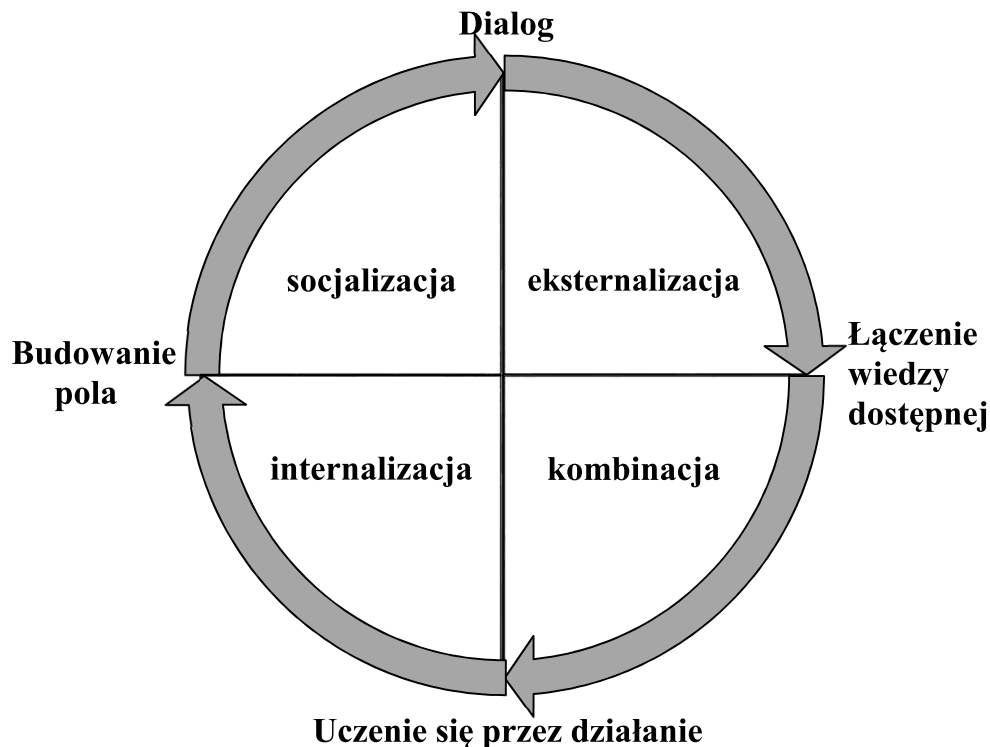 Dialog
socjalizacja
eksternalizacja
Budowanie
pola
Łączenie
wiedzy
dostępnej
internalizacja
kombinacja
Uczenie się przez działanie